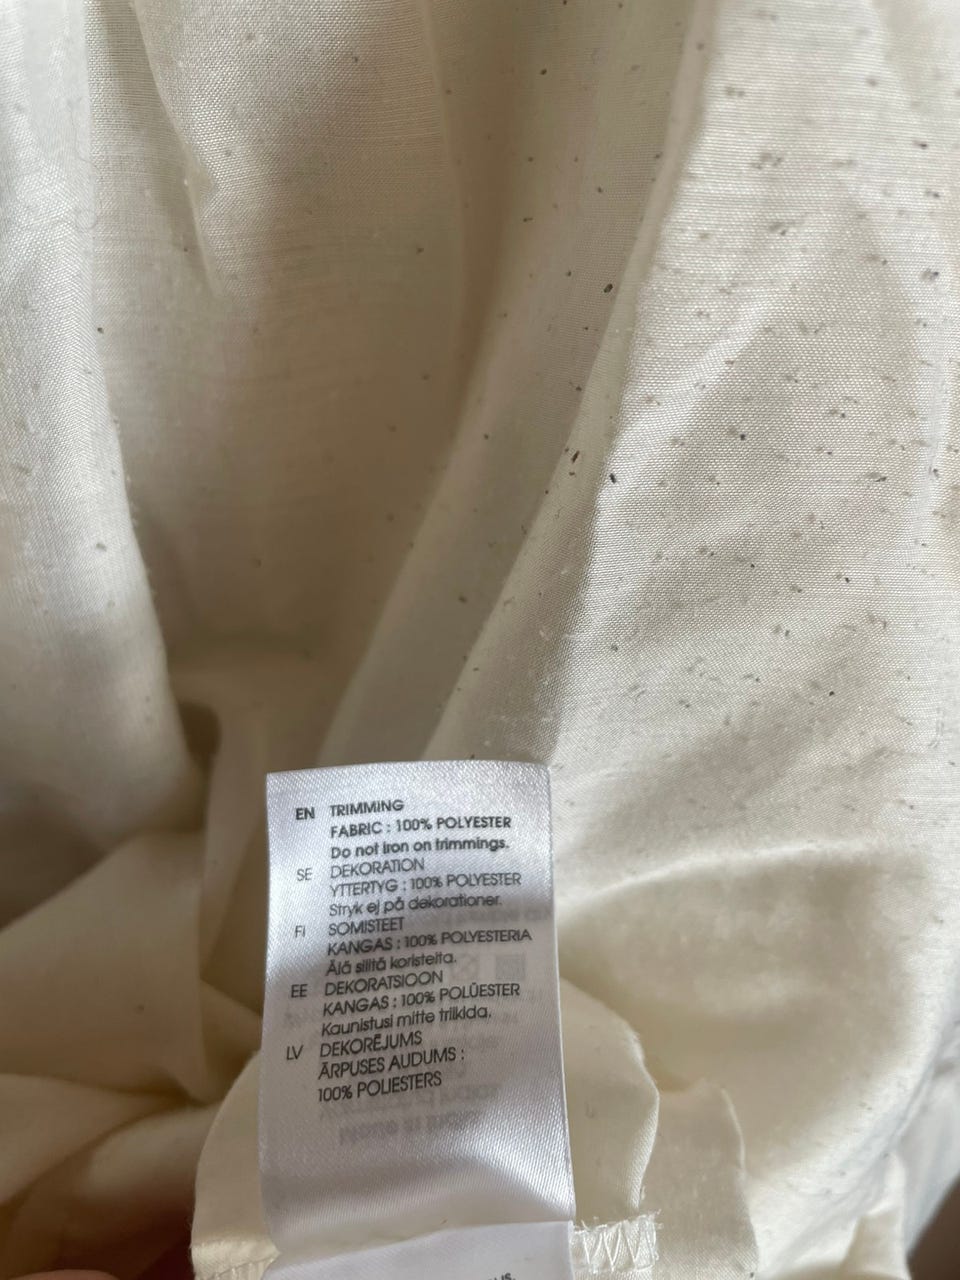 EN TRIMMING
FABRIC : 100% POLYESTER
Do not iron on trimmings.
SE DEKORATION
YTTERTYG : 100% POLYESTER
Stryk ej på dekorationer.
FI SOMISTEET
KANGAS : 100% POLYESTERIA
Älä silitä koristeita.
EE DEKORATSIOON
KANGAS : 100% POLÜESTER
Kaunistusi mitte triikida.
LV DEKORĒJUMS
ĀRPUSES AUDUMS :
100% POLIESTERS